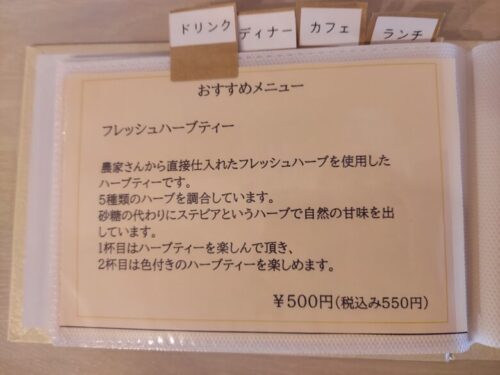 ドリンク
ディナー
カフェ
ランチ
おすすめメニュー
フレッシュハーブティー
農家さんから直接仕入れたフレッシュハーブを使用した
ハーブティーです。
5種類のハーブを調合しています。
砂糖の代わりにステビアというハーブで自然の甘味を出
しています。
1杯目はハーブティーを楽しんで頂き、
2杯目は色付きのハーブティーを楽しめます。
￥500円(税込み550円)